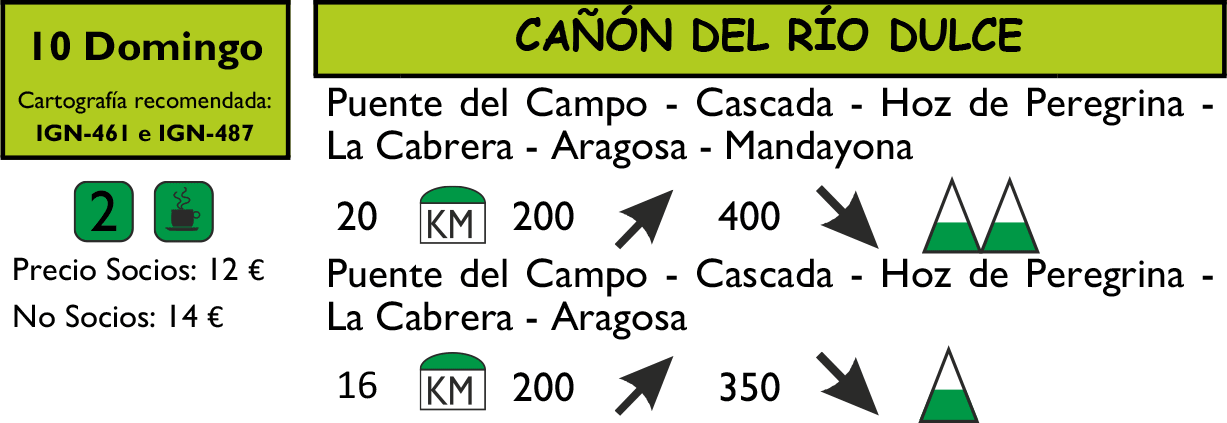 10 Domingo
Cartografía recomendada:
IGN-461 e IGN-487
2
Precio Socios: 12 €
No Socios: 14 €
CAÑÓN DEL RÍO DULCE
Puente del Campo - Cascada - Hoz de Peregrina -
La Cabrera - Aragosa - Mandayona
20 KM 200 400
Puente del Campo - Cascada - Hoz de Peregrina -
La Cabrera - Aragosa
16 KM 200 350